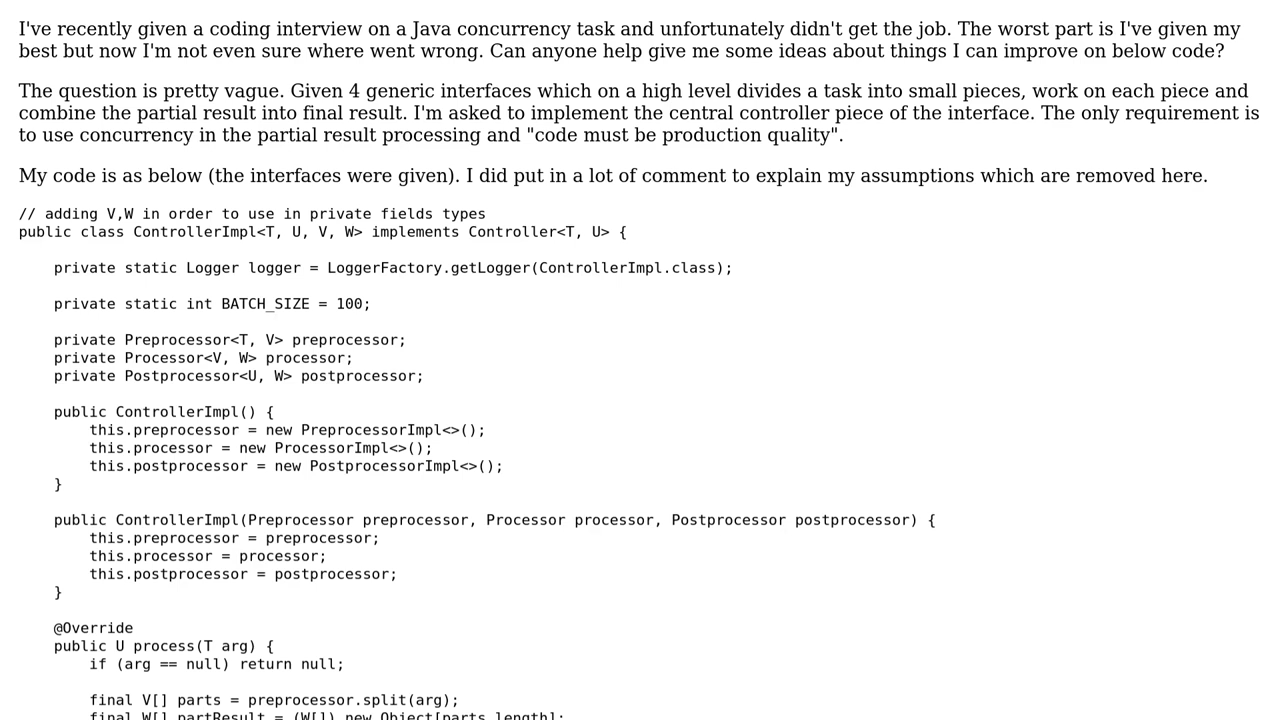 I've recently given a coding interview on a Java concurrency task and unfortunately didn't get the job. The worst part is I've given my
best but now I'm not even sure where went wrong. Can anyone help give me some ideas about things I can improve on below code?
The question is pretty vague. Given 4 generic interfaces which on a high level divides a task into small pieces, work on each piece and
combine the partial result into final result. I'm asked to implement the central controller piece of the interface. The only requirement is
to use concurrency in the partial result processing and "code must be production quality".
My code is as below (the interfaces were given). I did put in a lot of comment to explain my assumptions which are removed here.
// adding V,W in order to use in private fields types
public class ControllerImpl<T, U, V, W> implements Controller<T, U> {
    private static Logger logger = LoggerFactory.getLogger(ControllerImpl.class);
    private static int BATCH_SIZE = 100;
    private Preprocessor<T, V> preprocessor;
    private Processor<V, W> processor;
    private Postprocessor<U, W> postprocessor;
    public ControllerImpl() {
        this.preprocessor = new PreprocessorImpl<>();
        this.processor = new ProcessorImpl<>();
        this.postprocessor = new PostprocessorImpl<>();
    }
    public ControllerImpl(Preprocessor preprocessor, Processor processor, Postprocessor postprocessor) {
        this.preprocessor = preprocessor;
        this.processor = processor;
        this.postprocessor = postprocessor;
    }
    @Override
    public U process(T arg) {
        if (arg == null) return null;
        final V[] parts = preprocessor.split(arg);
        final W[] partResult = (W[]) new Object[parts.length];